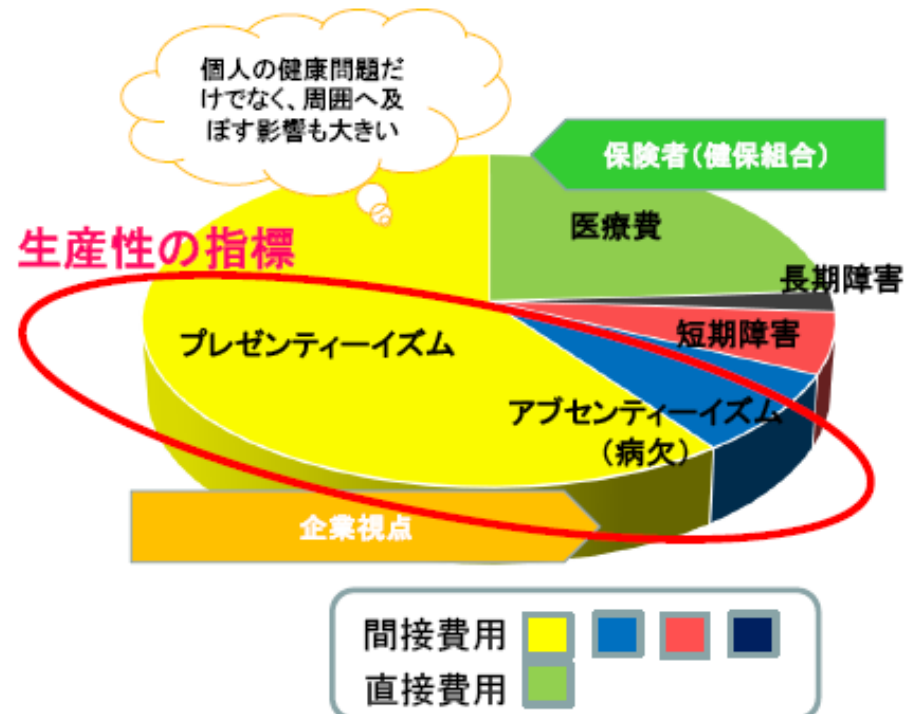 個人の健康問題だ
けでなく、周囲へ及
ぼす影響も大きい
保険者(健保組合)
医療費
生産性の指標
長期障害
短期障害
プレゼンティーイズム
アブセンティーイズム
(病欠)
企業視点
間接費用
直接費用